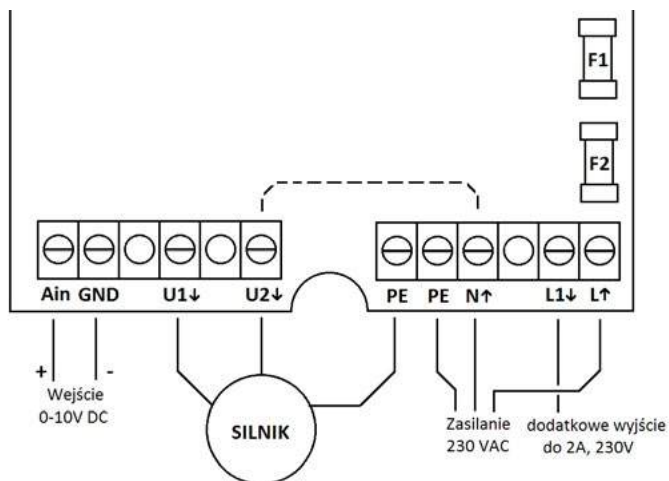 F1
F2
Ain GND U1↓ U2↓ PE PE N↑ L1↓ L↑
+ -
Wejście
0-10V DC
SILNIK
Zasilanie
230 VAC
dodatkowe wyjście
do 2A, 230V